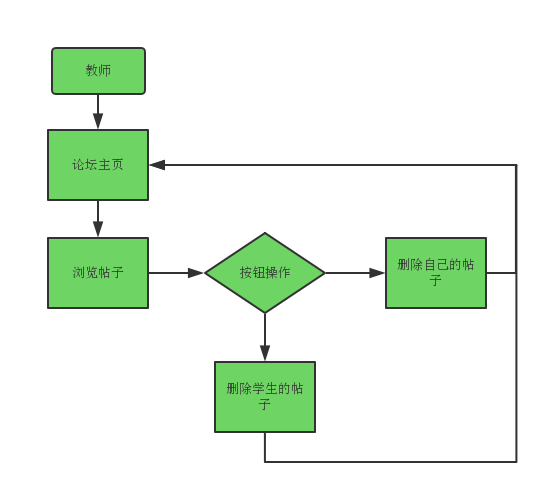 教师
论坛主页
浏览帖子
按钮操作
删除自己的帖
子
删除学生的帖
子